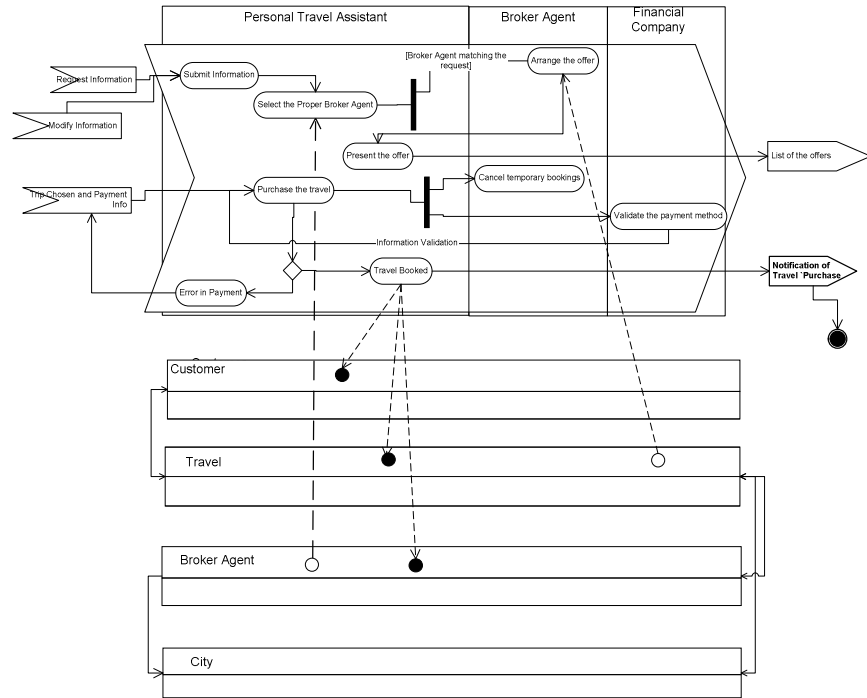 Personal Travel Assistant
Broker Agent
Financial
Company
[Broker Agent matching the
request]
Arrange the offer
Request Information
Submit Information
Select the Proper Broker Agent
Modify Information
Present the offer
List of the offers
Cancel temporary bookings
Trip Chosen and Payment
Info
Purchase the travel
Validate the payment method
Information Validation
Travel Booked
Notification of
Travel `Purchase
Error in Payment
Customer
Travel
Broker Agent
City